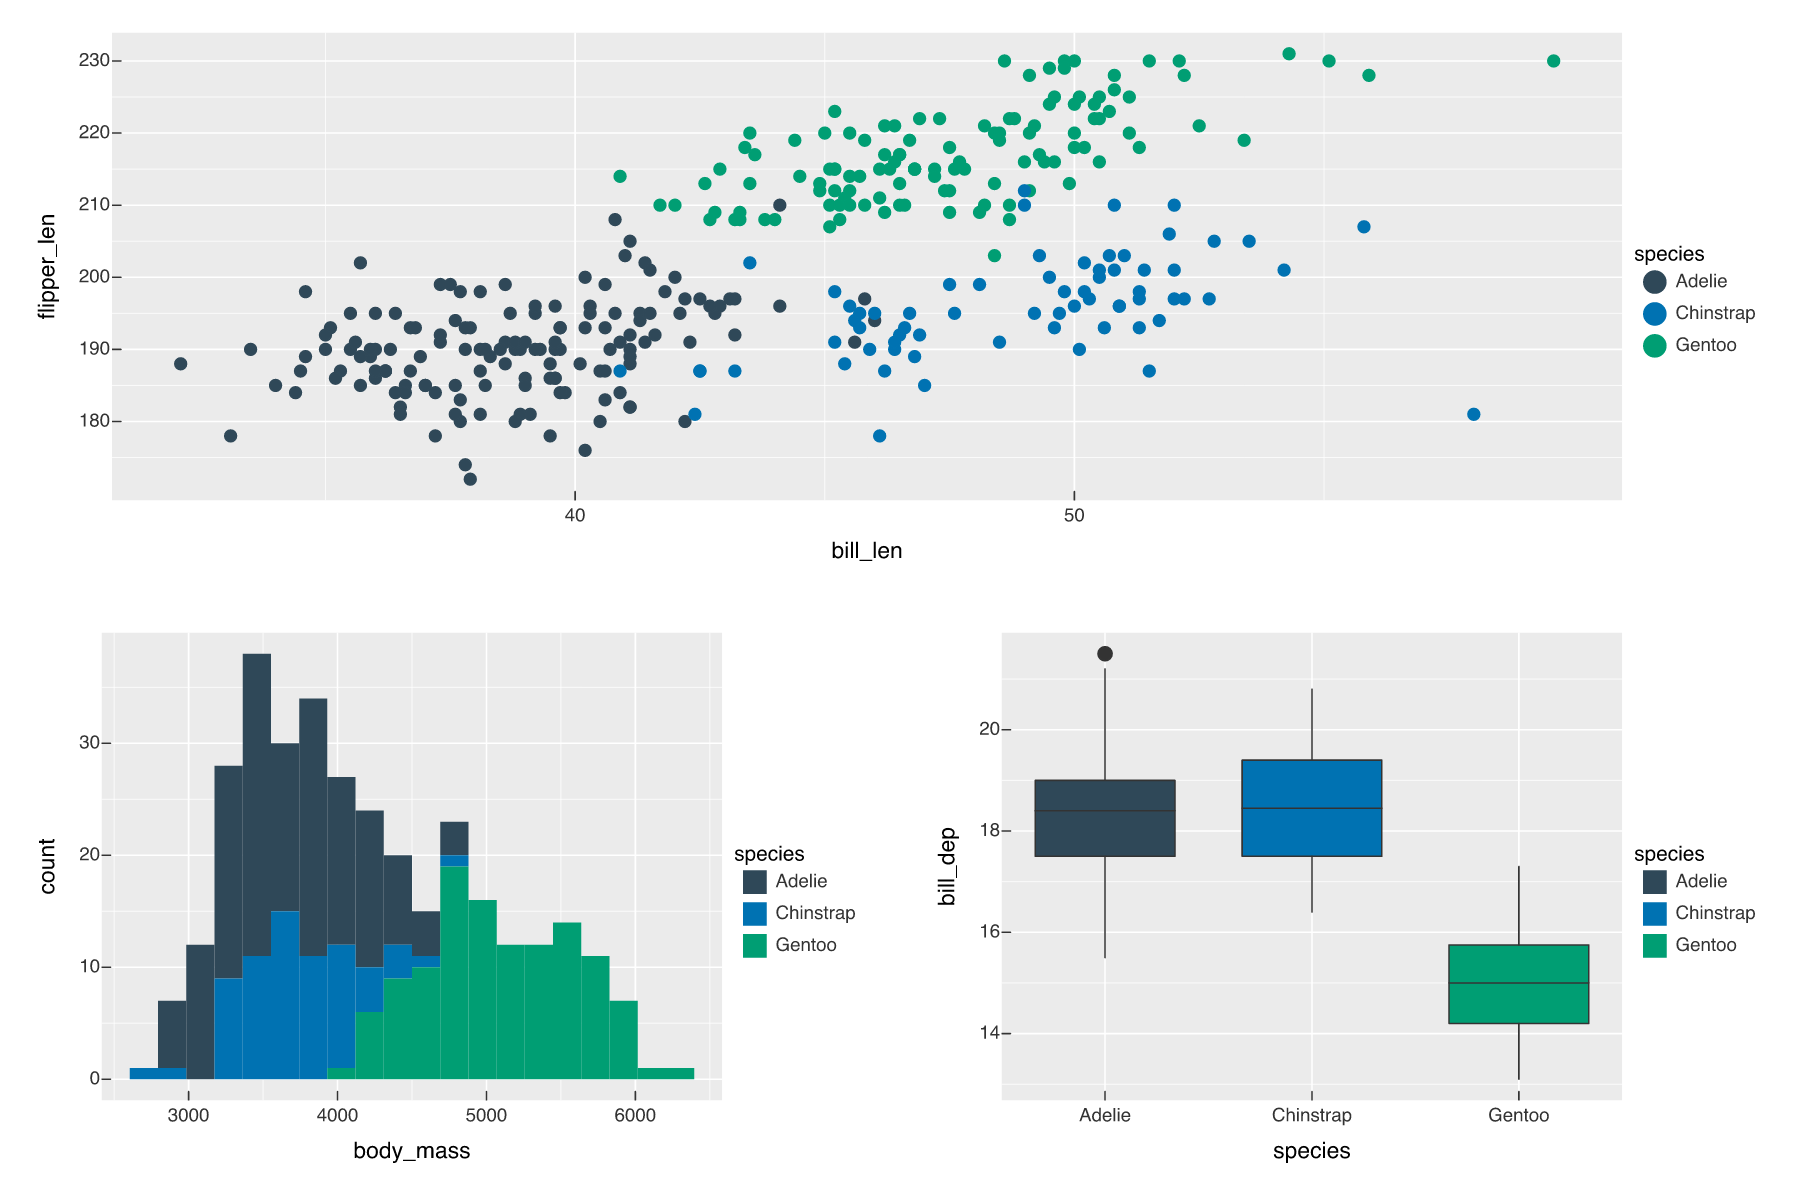 230
220
210
200
190
180
flipper_len
40
50
bill_len
species
Adelie
Chinstrap
Gentoo
30
20
10
0
count
3000
4000
5000
6000
body_mass
species
Adelie
Chinstrap
Gentoo
20
18
16
14
bill_dep
Adelie
Chinstrap
Gentoo
species
species
Adelie
Chinstrap
Gentoo